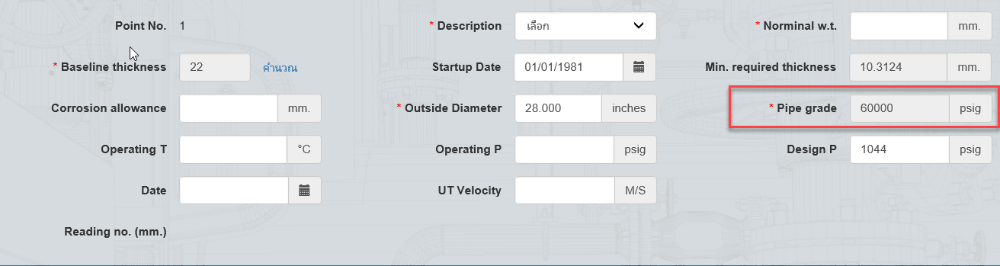 Point No. 1 * Description เลือก * Norminal w.t. mm.
* Baseline thickness 22 คำนวณ Startup Date 01/01/1981 Min. required thickness 10.3124 mm.
Corrosion allowance mm. * Outside Diameter 28.000 inches * Pipe grade 60000 psig
Operating T °C Operating P psig Design P 1044 psig
Date UT Velocity M/S
Reading no. (mm.)